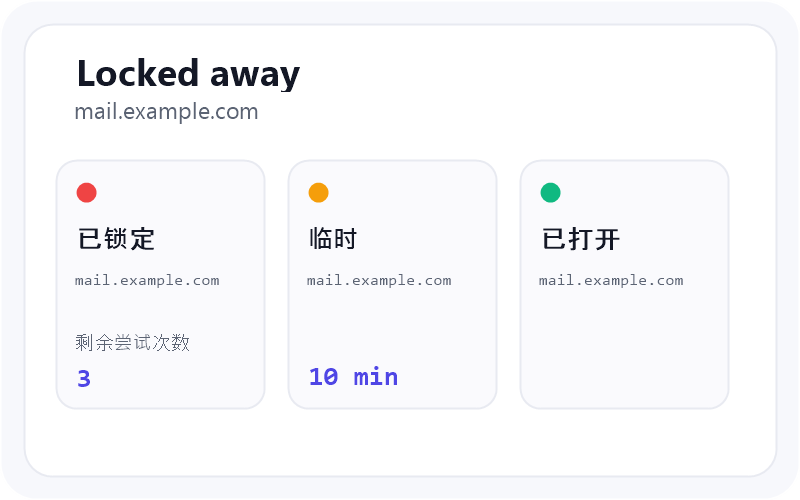 Locked away
mail.example.com
已锁定
mail.example.com
剩余尝试次数
3
临时
mail.example.com
10 min
已打开
mail.example.com